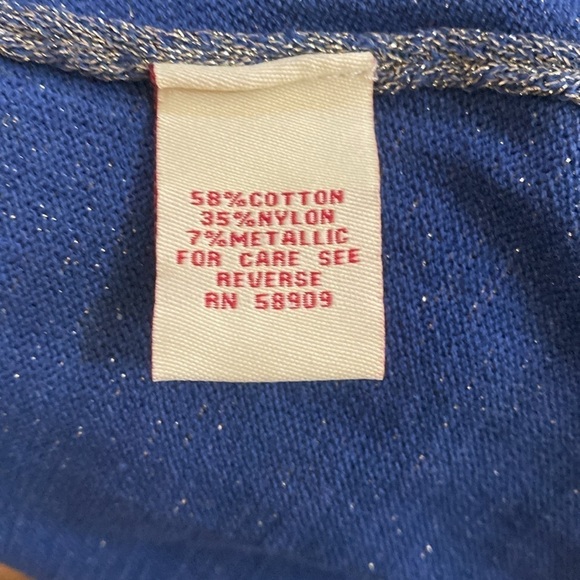 58%COTTON
35%NYLON
7%METALLIC
FOR CARE SEE
REVERSE
RN 58909